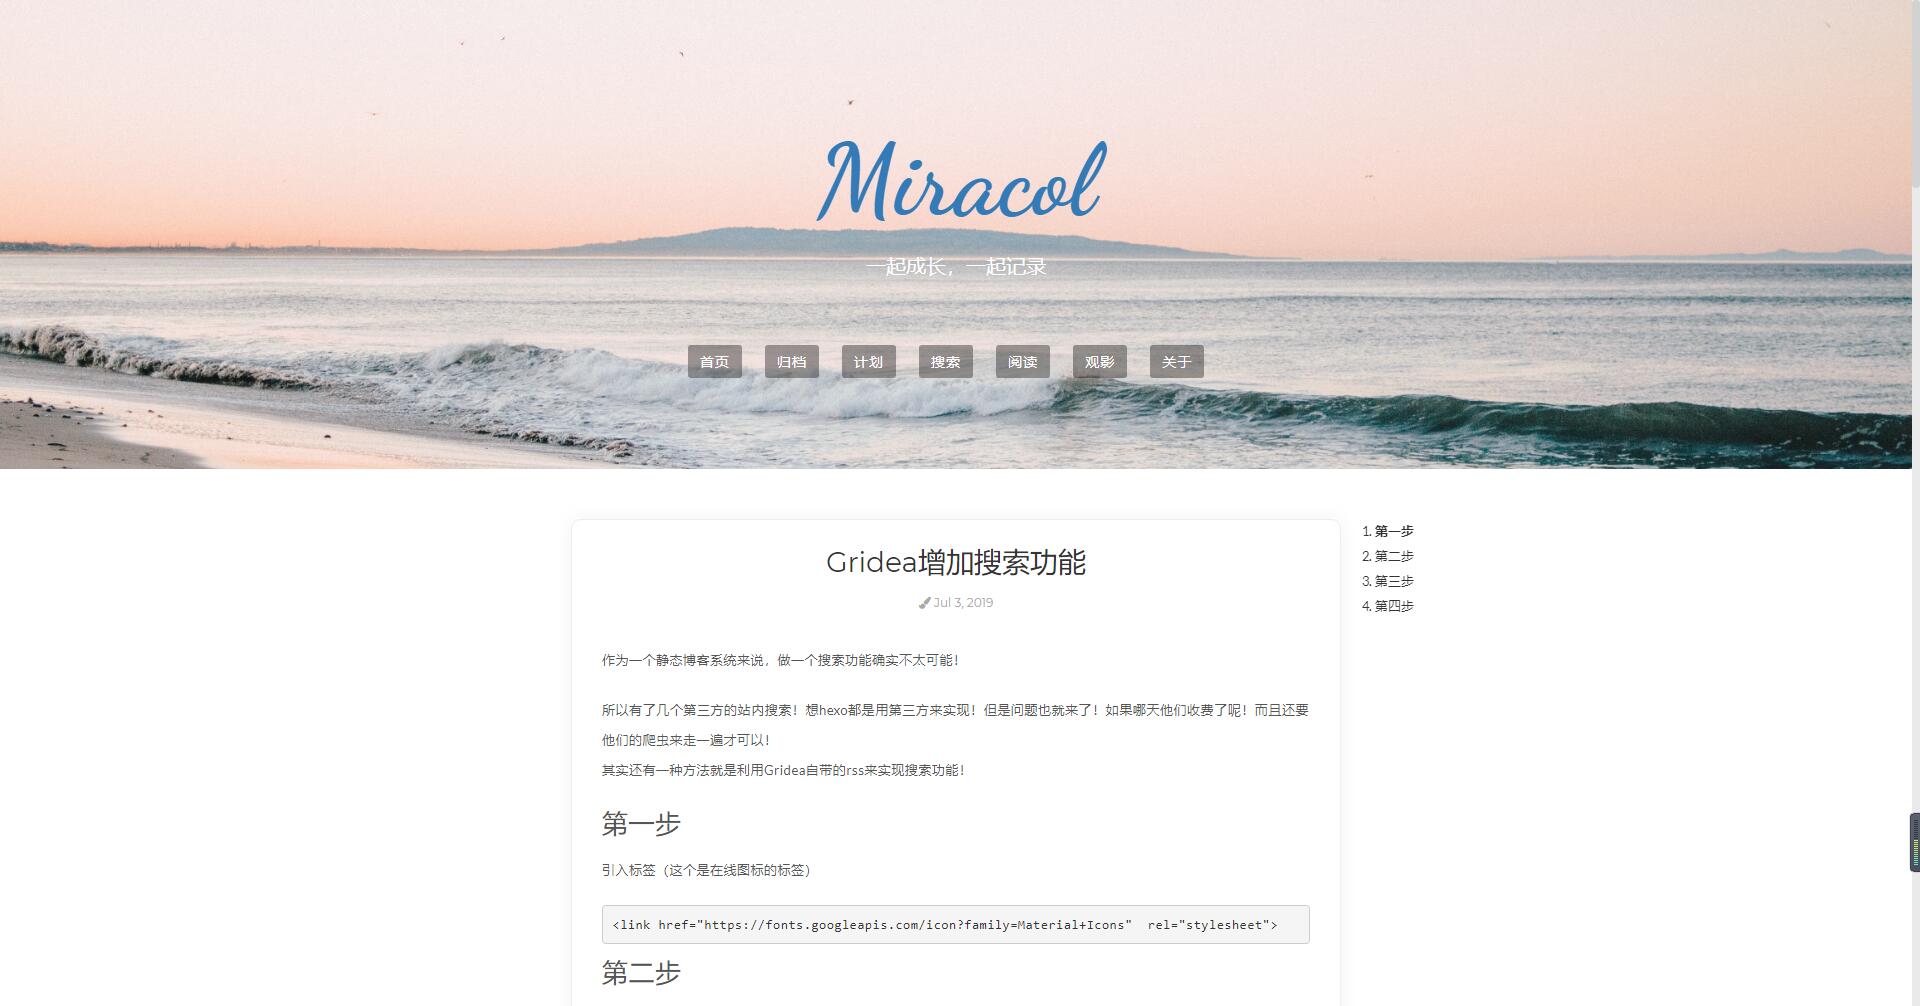 Miracol
一起成长，一起记录
首页 归档 计划 搜索 阅读 观影 关于
Gridea增加搜索功能
Jul 3, 2019
作为一个静态博客系统来说，做一个搜索功能确实不太可能！
所以有了几个第三方的站内搜索！想hexo都是用第三方来实现！但是问题也就来了！如果哪天他们收费了呢！而且还要
他们的爬虫来走一遍才可以！
其实还有一种方法就是利用Gridea自带的rss来实现搜索功能！
第一步
引入标签（这个是在线图标的标签）
<link href="https://fonts.googleapis.com/icon?family=Material+Icons"  rel="stylesheet">
第二步
1. 第一步
2. 第二步
3. 第三步
4. 第四步